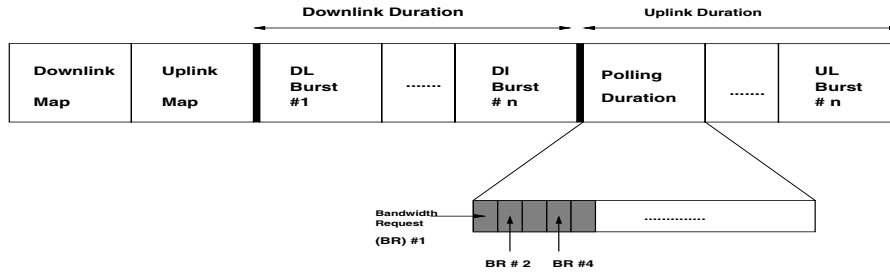 Downlink Duration
Uplink Duration
Downlink
Map
Uplink
Map
DL
Burst
#1
-------
DI
Burst
# n
Polling
Duration
-------
UL
Burst
# n
Bandwidth
Request
(BR) #1
--------------
BR # 2
BR #4